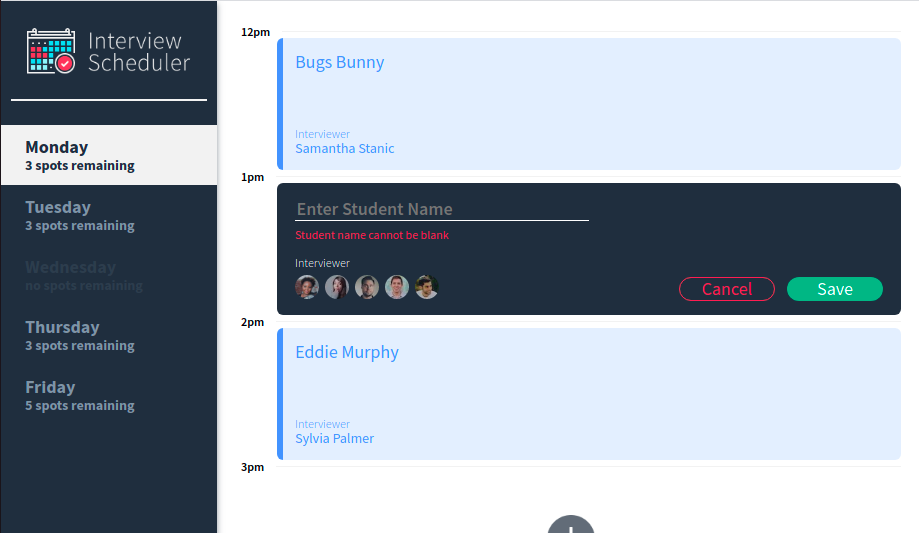 Interview
Scheduler
Monday
3 spots remaining
Tuesday
3 spots remaining
Wednesday
no spots remaining
Thursday
3 spots remaining
Friday
5 spots remaining
12pm
Bugs Bunny
Interviewer
Samantha Stanic
1pm
Enter Student Name
Student name cannot be blank
Interviewer
Cancel
Save
2pm
Eddie Murphy
Interviewer
Sylvia Palmer
3pm